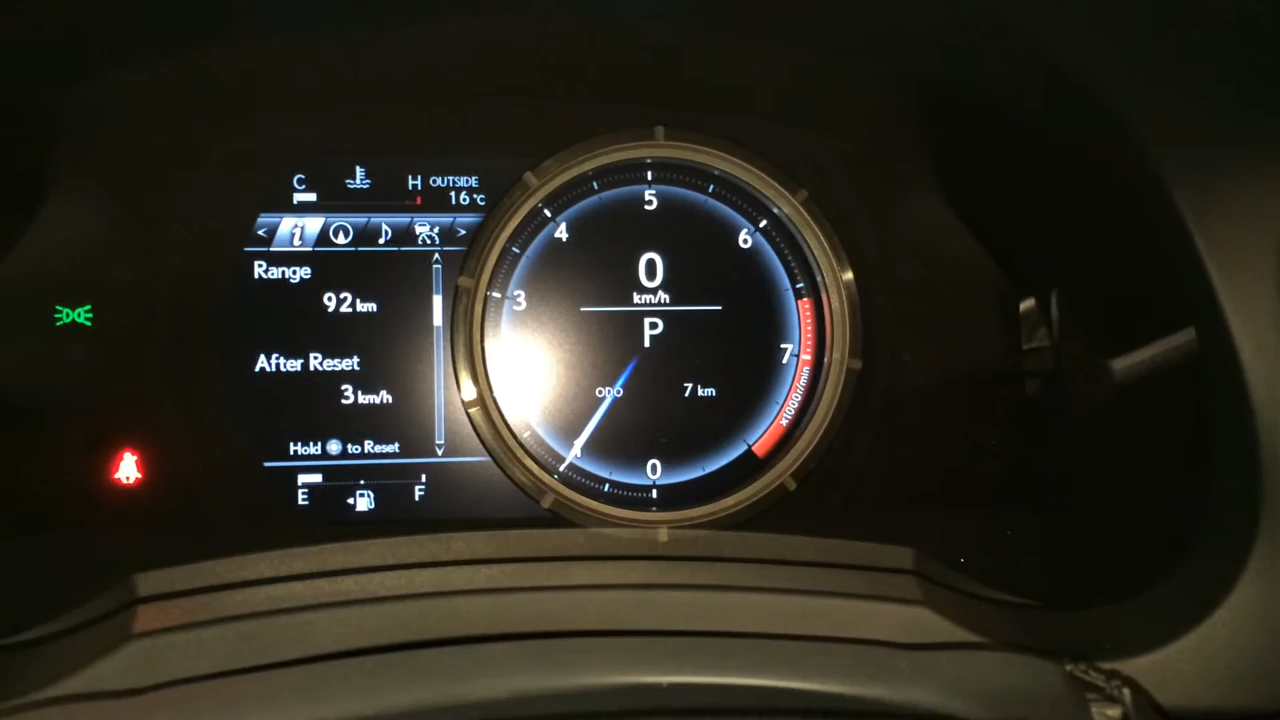 C H OUTSIDE
16°C
< i >
Range
92 km
After Reset
3 km/h
Hold to Reset
E F
5
4 6
3
7
1
0
x1000r/min
0
km/h
P
ODO 7 km